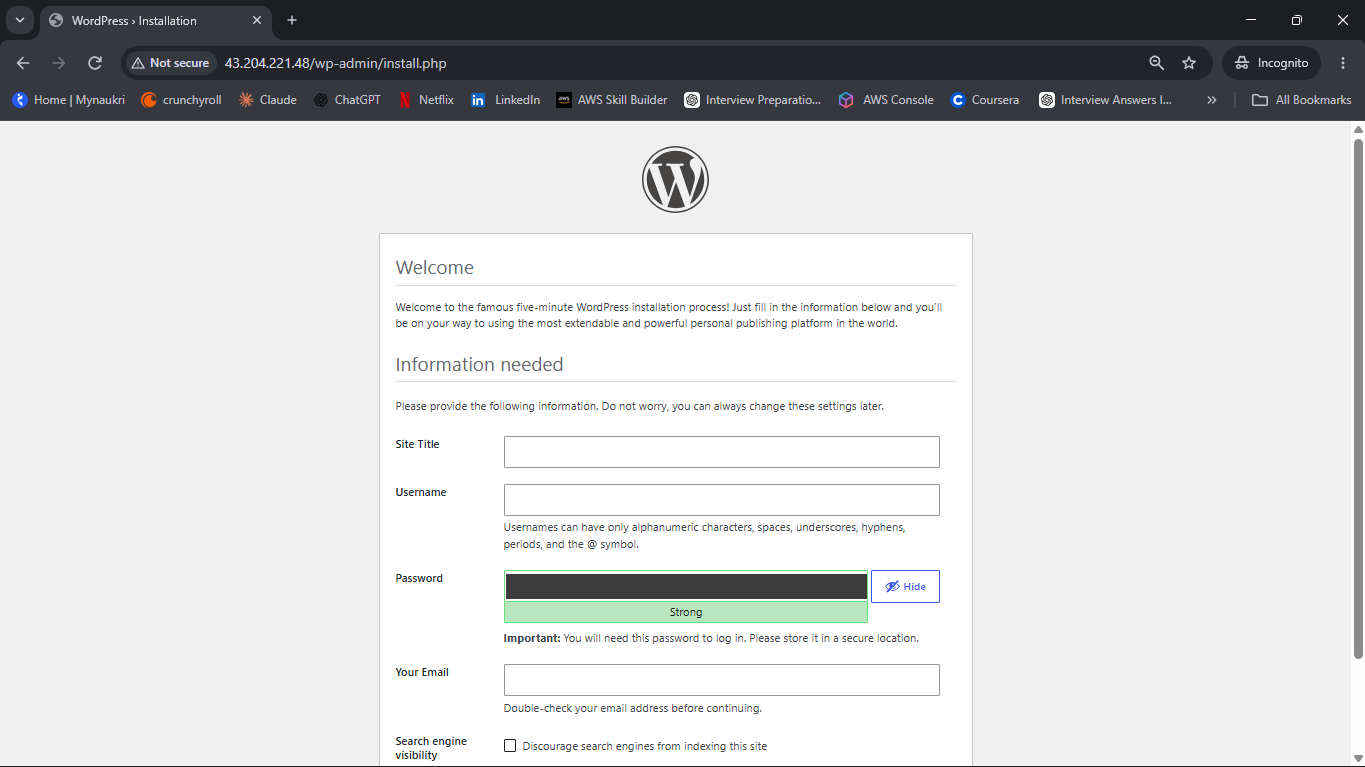 WordPress › Installation
Not secure
43.204.221.48/wp-admin/install.php
Incognito
Home | Mynaukri
crunchyroll
Claude
ChatGPT
Netflix
LinkedIn
AWS Skill Builder
Interview Preparatio...
AWS Console
Coursera
Interview Answers I...
»
All Bookmarks
Welcome
Welcome to the famous five-minute WordPress installation process! Just fill in the information below and you'll
be on your way to using the most extendable and powerful personal publishing platform in the world.
Information needed
Please provide the following information. Do not worry, you can always change these settings later.
Site Title
Username
Usernames can have only alphanumeric characters, spaces, underscores, hyphens,
periods, and the @ symbol.
Password
Hide
Strong
Important: You will need this password to log in. Please store it in a secure location.
Your Email
Double-check your email address before continuing.
Search engine
visibility
Discourage search engines from indexing this site